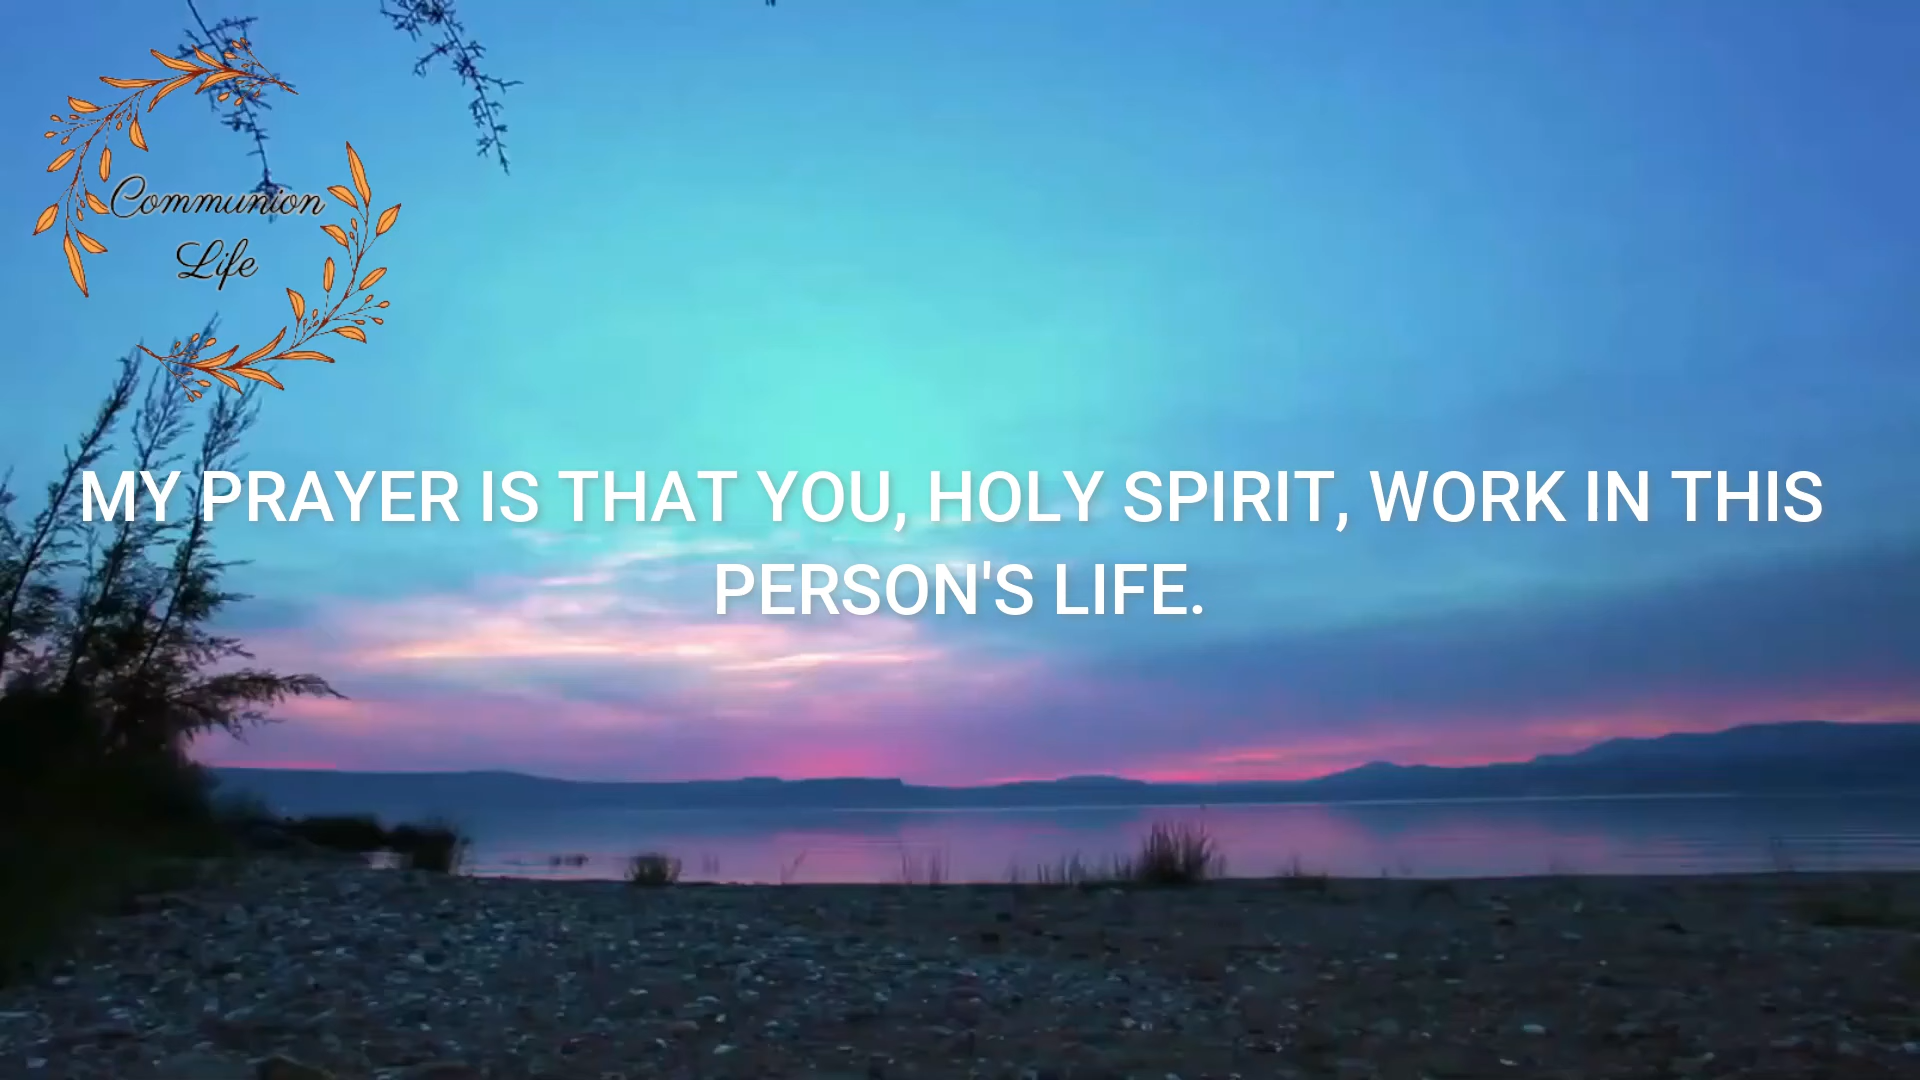 Communion
Life
MY PRAYER IS THAT YOU, HOLY SPIRIT, WORK IN THIS
PERSON'S LIFE.